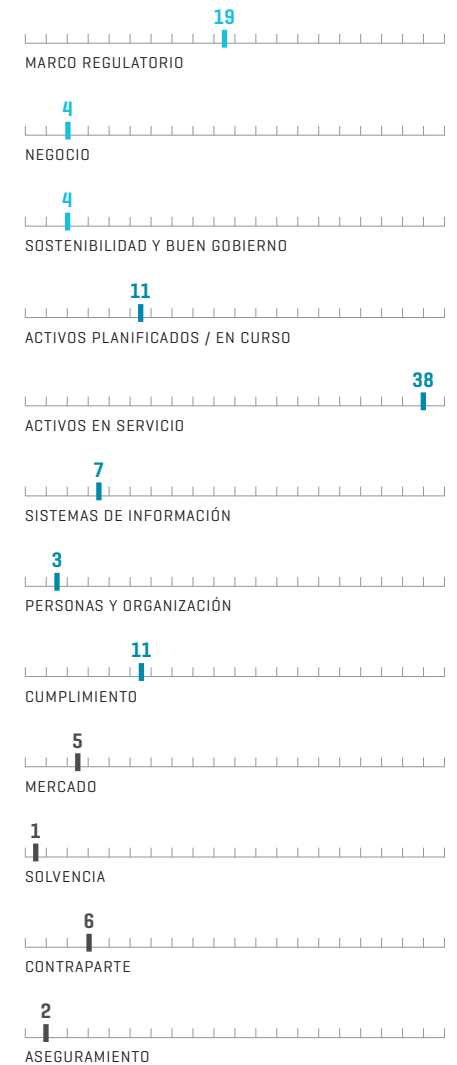 19
MARCO REGULATORIO
4
NEGOCIO
4
SOSTENIBILIDAD Y BUEN GOBIERNO
11
ACTIVOS PLANIFICADOS / EN CURSO
38
ACTIVOS EN SERVICIO
7
SISTEMAS DE INFORMACIÓN
3
PERSONAS Y ORGANIZACIÓN
11
CUMPLIMIENTO
5
MERCADO
1
SOLVENCIA
6
CONTRAPARTE
2
ASEGURAMIENTO